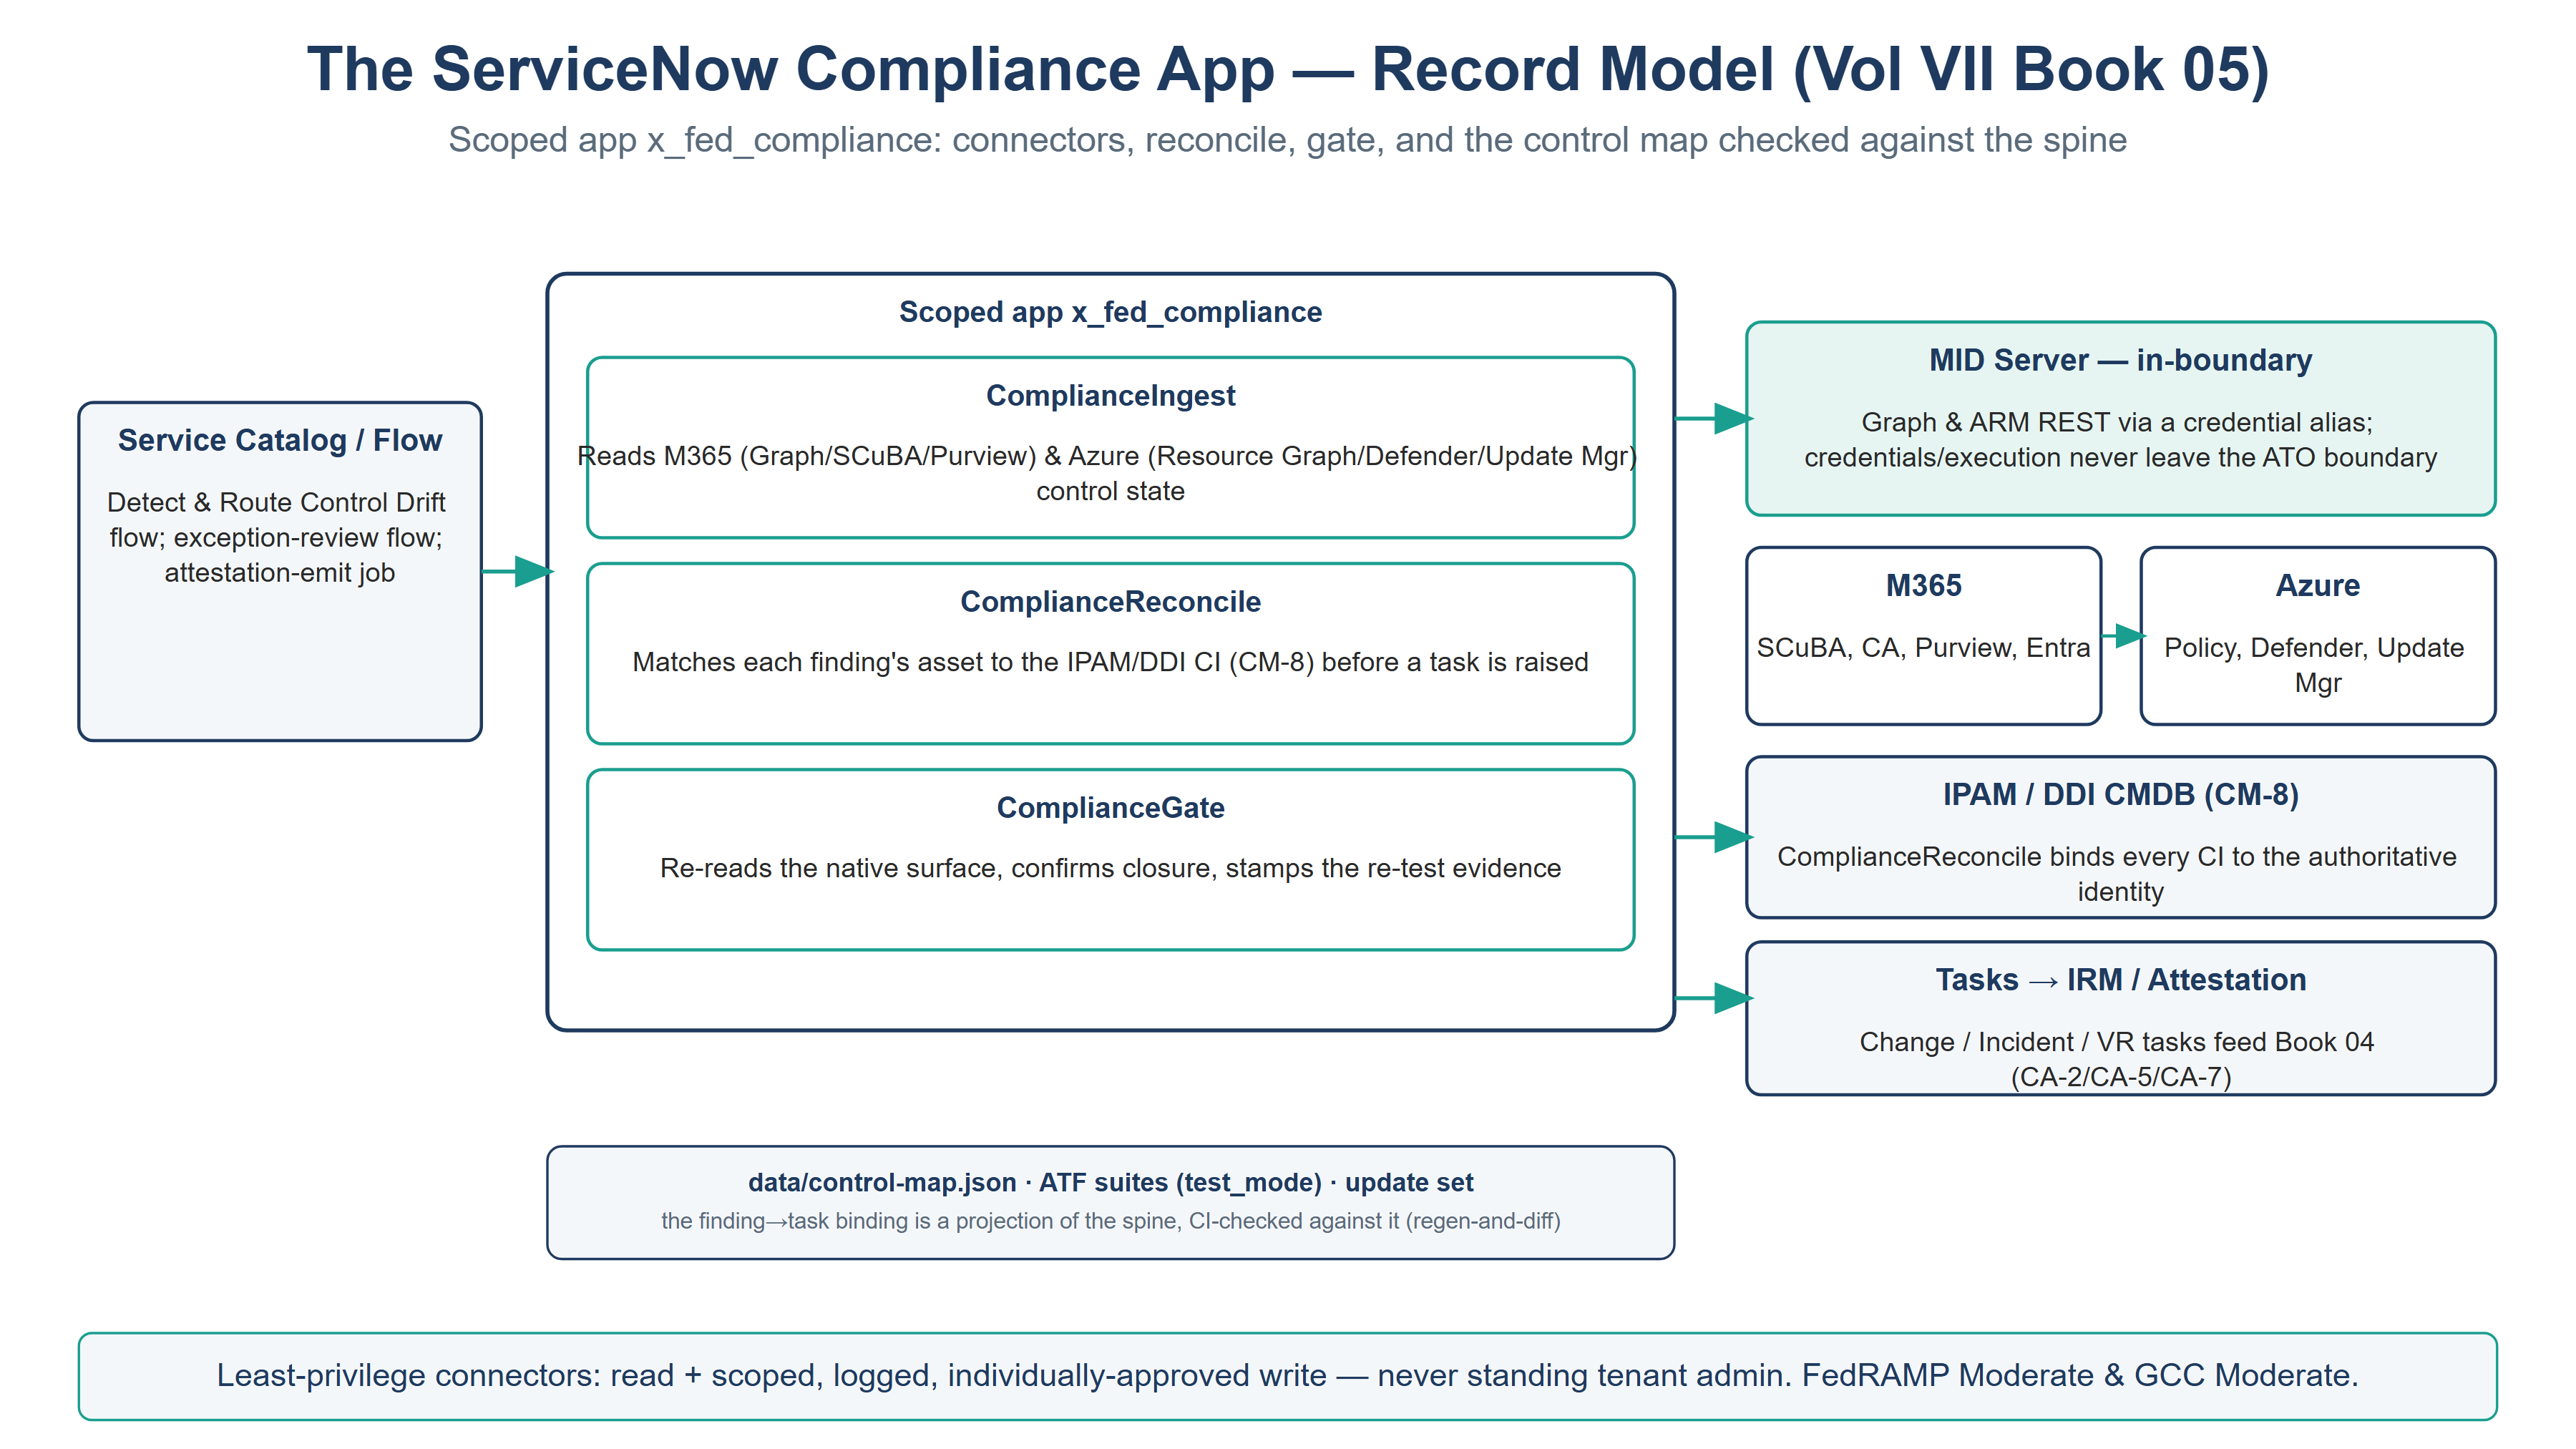 The ServiceNow Compliance App — Record Model (Vol VII Book 05)
Scoped app x_fed_compliance: connectors, reconcile, gate, and the control map checked against the spine
Service Catalog / Flow
Detect & Route Control Drift
flow; exception-review flow;
attestation-emit job
Scoped app x_fed_compliance
ComplianceIngest
Reads M365 (Graph/SCuBA/Purview) & Azure (Resource Graph/Defender/Update Mgr)
control state
ComplianceReconcile
Matches each finding's asset to the IPAM/DDI CI (CM-8) before a task is raised
ComplianceGate
Re-reads the native surface, confirms closure, stamps the re-test evidence
MID Server — in-boundary
Graph & ARM REST via a credential alias;
credentials/execution never leave the ATO boundary
M365
SCuBA, CA, Purview, Entra
Azure
Policy, Defender, Update
Mgr
IPAM / DDI CMDB (CM-8)
ComplianceReconcile binds every CI to the authoritative
identity
Tasks → IRM / Attestation
Change / Incident / VR tasks feed Book 04
(CA-2/CA-5/CA-7)
data/control-map.json · ATF suites (test_mode) · update set
the finding→task binding is a projection of the spine, CI-checked against it (regen-and-diff)
Least-privilege connectors: read + scoped, logged, individually-approved write — never standing tenant admin. FedRAMP Moderate & GCC Moderate.